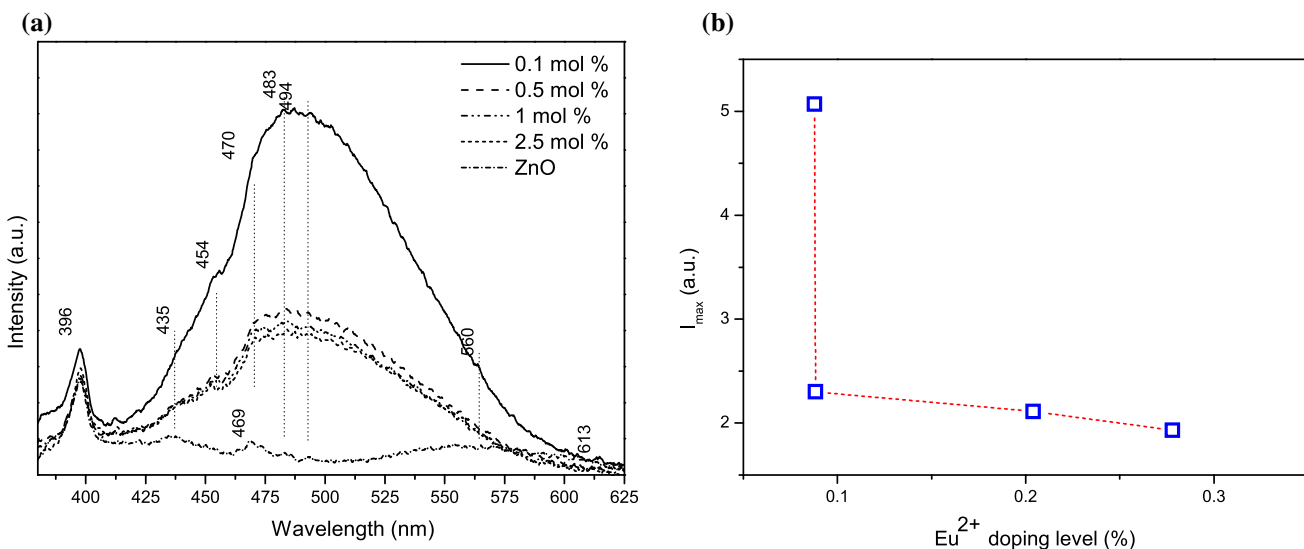 (a)
0.1 mol %
0.5 mol %
1 mol %
2.5 mol %
ZnO
396
435
454
470
483
494
469
560
613
Intensity (a.u.)
400 425 450 475 500 525 550 575 600 625
Wavelength (nm)
(b)
5
4
3
2
I_max (a.u.)
0.1 0.2 0.3
Eu²⁺ doping level (%)